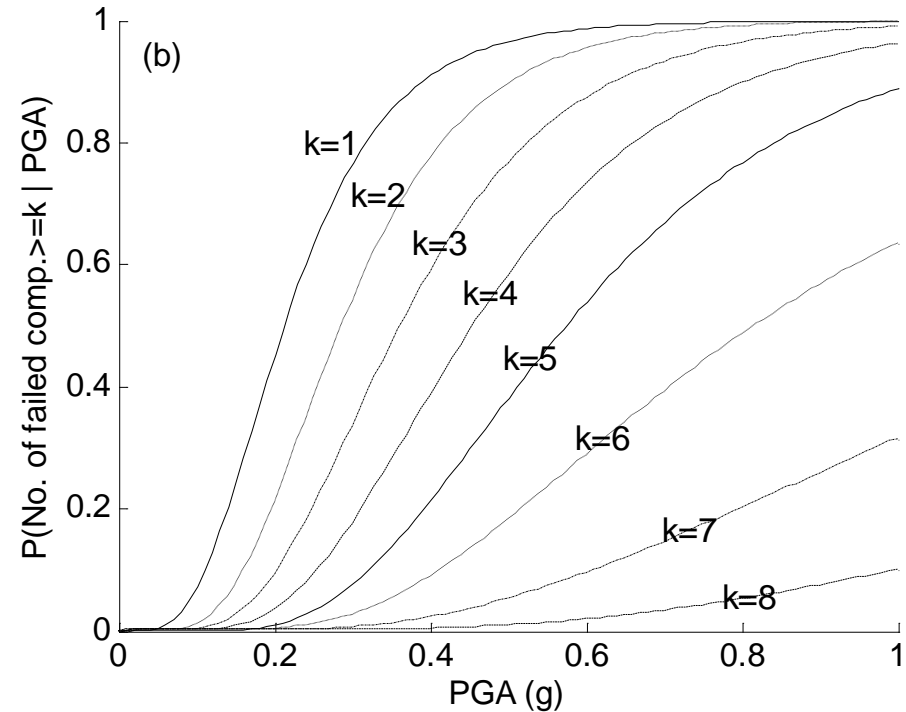 (b)
P(No. of failed comp.>=k | PGA)
1
0.8
0.6
0.4
0.2
0
k=1
k=2
k=3
k=4
k=5
k=6
k=7
k=8
0 0.2 0.4 0.6 0.8 1
PGA (g)